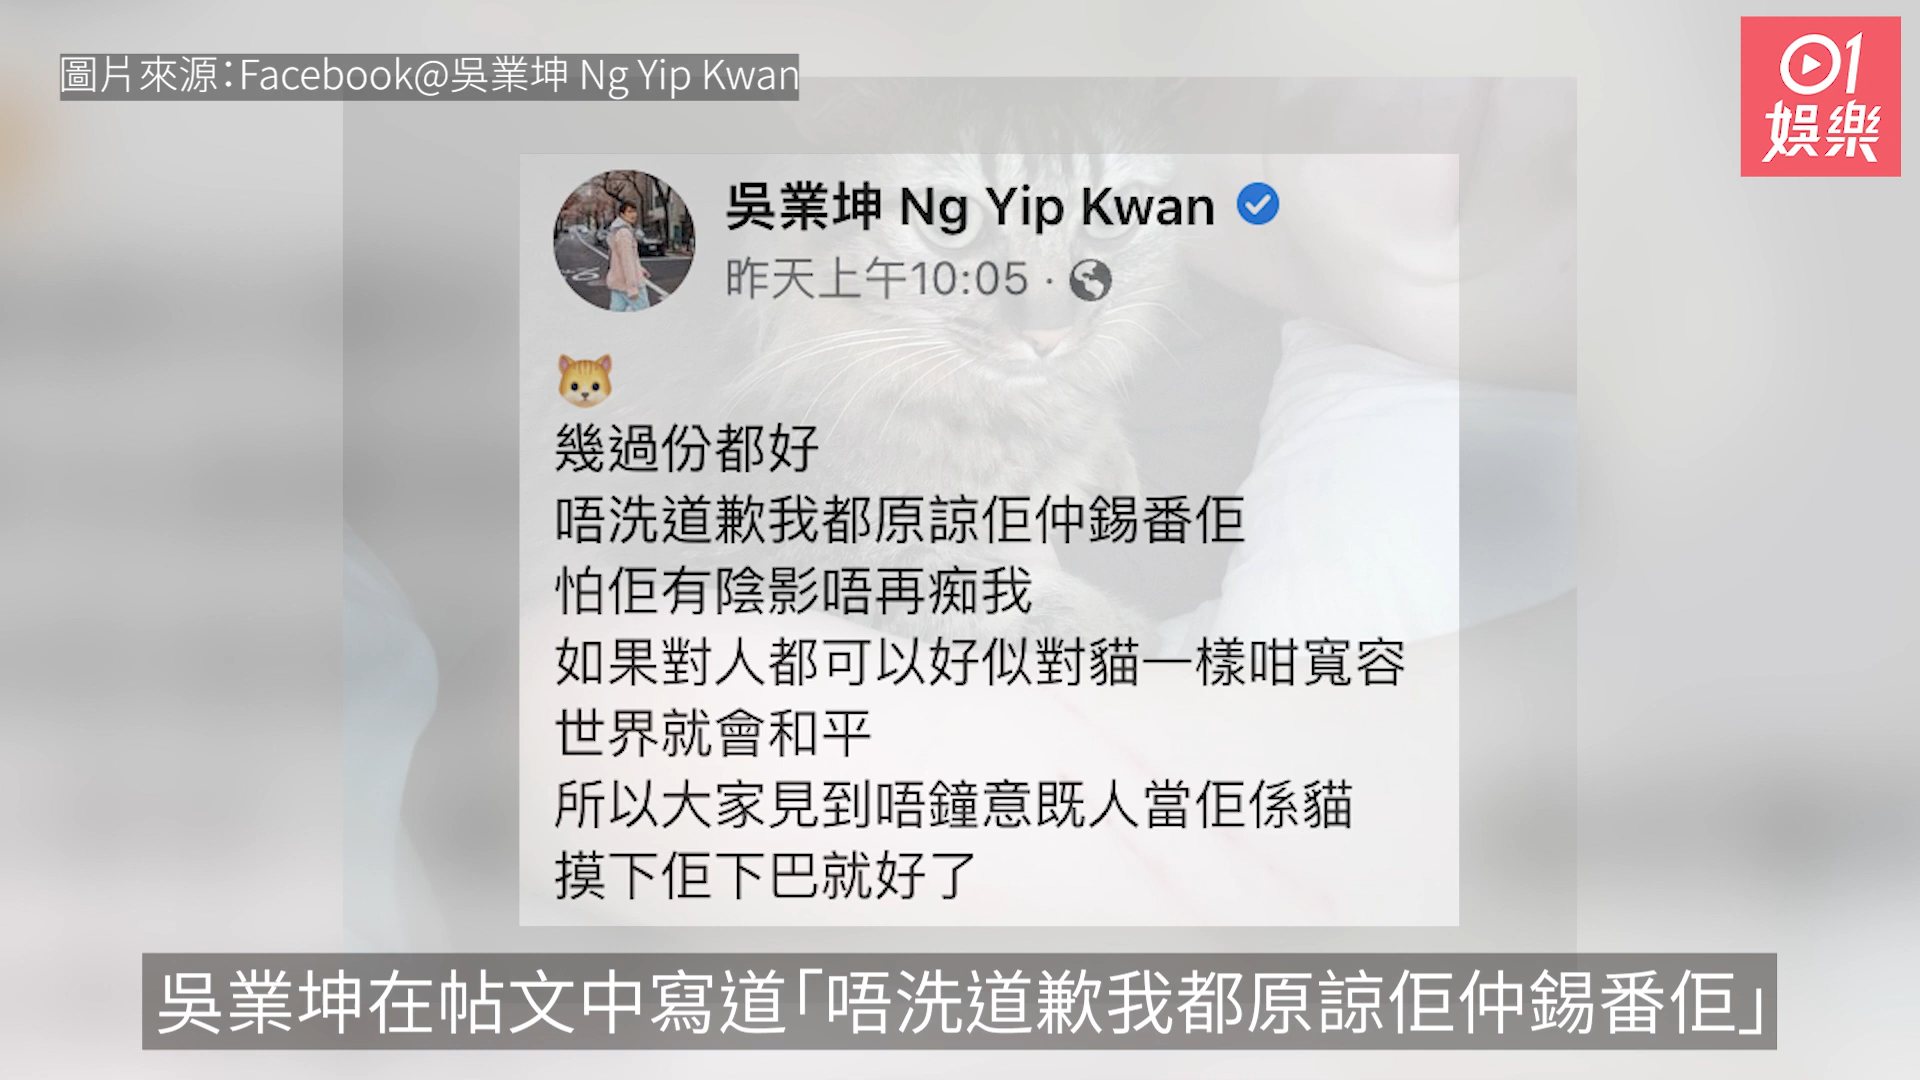 圖片來源：Facebook@吳業坤 Ng Yip Kwan
01
娛樂
吳業坤 Ng Yip Kwan
昨天上午10:05 ·
🐱
幾過份都好
唔洗道歉我都原諒佢仲錫番佢
怕佢有陰影唔再痴我
如果對人都可以好似對貓一樣咁寬容
世界就會和平
所以大家見到唔鐘意既人當佢係貓
摸下佢下巴就好了
吳業坤在帖文中寫道「唔洗道歉我都原諒佢仲錫番佢」